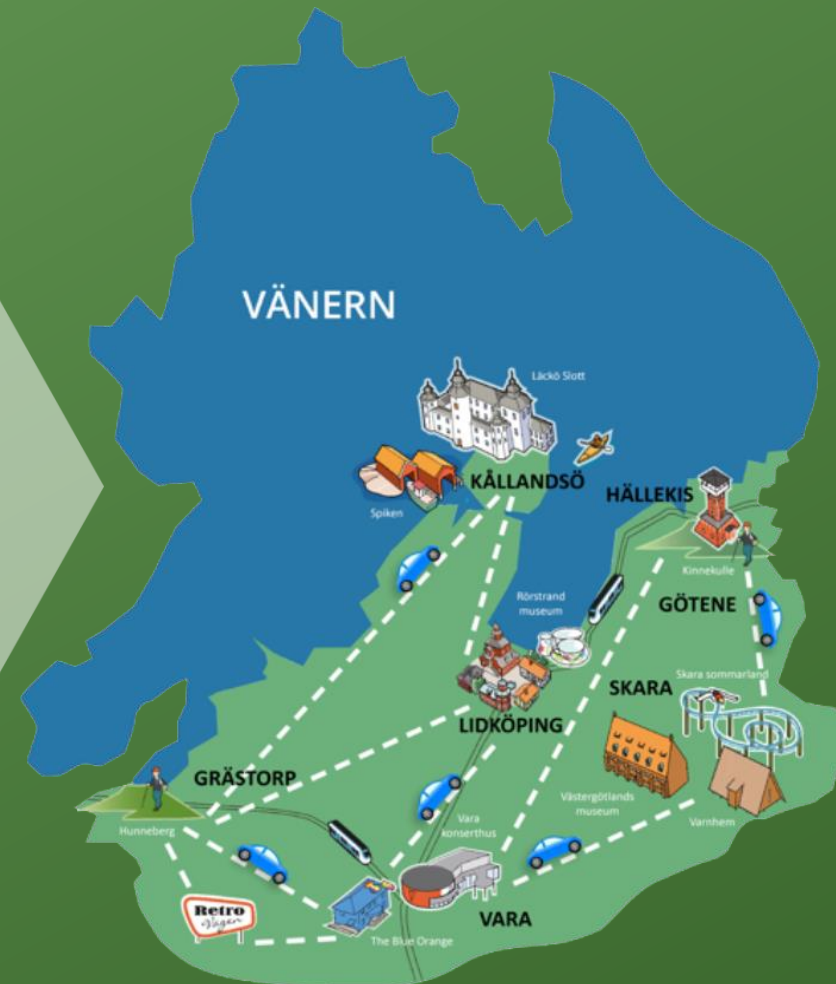 VÄNERN
Läckö Slott
KÅLLANDSÖ
HÄLLEKIS
Spiken
Kinnekulle
Rörstrand
museum
GÖTENE
Skara sommarland
SKARA
LIDKÖPING
GRÄSTORP
Västergötlands
museum
Hunneberg
Vara
konserthus
Varnhem
Retro
Vägen
VARA
The Blue Orange